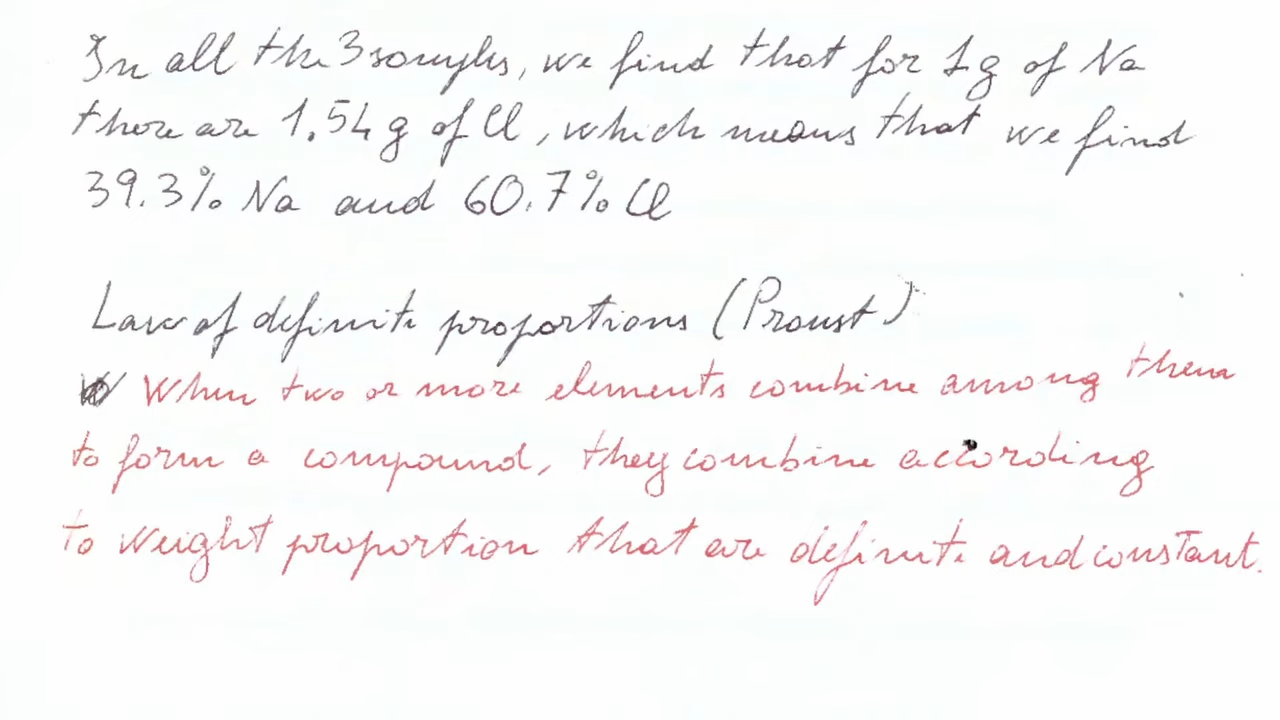 In all the 3 samples, we find that for 1 g of Na
there are 1.54 g of Cl, which means that we find
39.3% Na and 60.7% Cl
Law of definite proportions (Proust)
When two or more elements combine among them
to form a compound, they combine according
to weight proportion that are definite and constant.